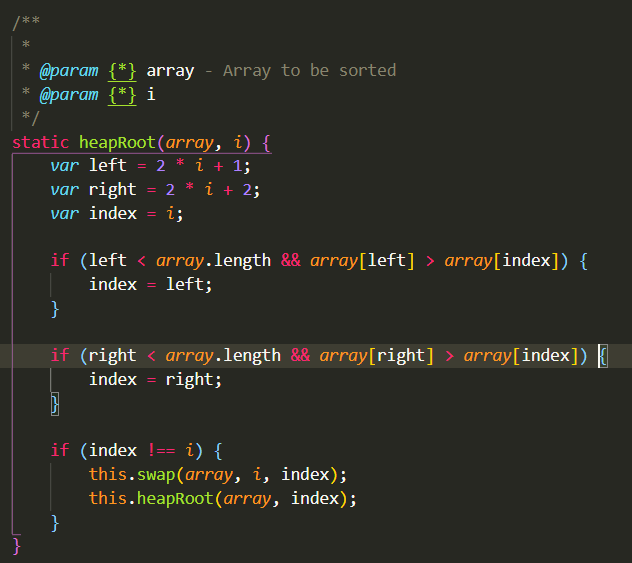 /**
 *
 * @param {*} array - Array to be sorted
 * @param {*} i
 */
static heapRoot(array, i) {
    var left = 2 * i + 1;
    var right = 2 * i + 2;
    var index = i;

    if (left < array.length && array[left] > array[index]) {
        index = left;
    }

    if (right < array.length && array[right] > array[index]) {
        index = right;
    }

    if (index !== i) {
        this.swap(array, i, index);
        this.heapRoot(array, index);
    }
}